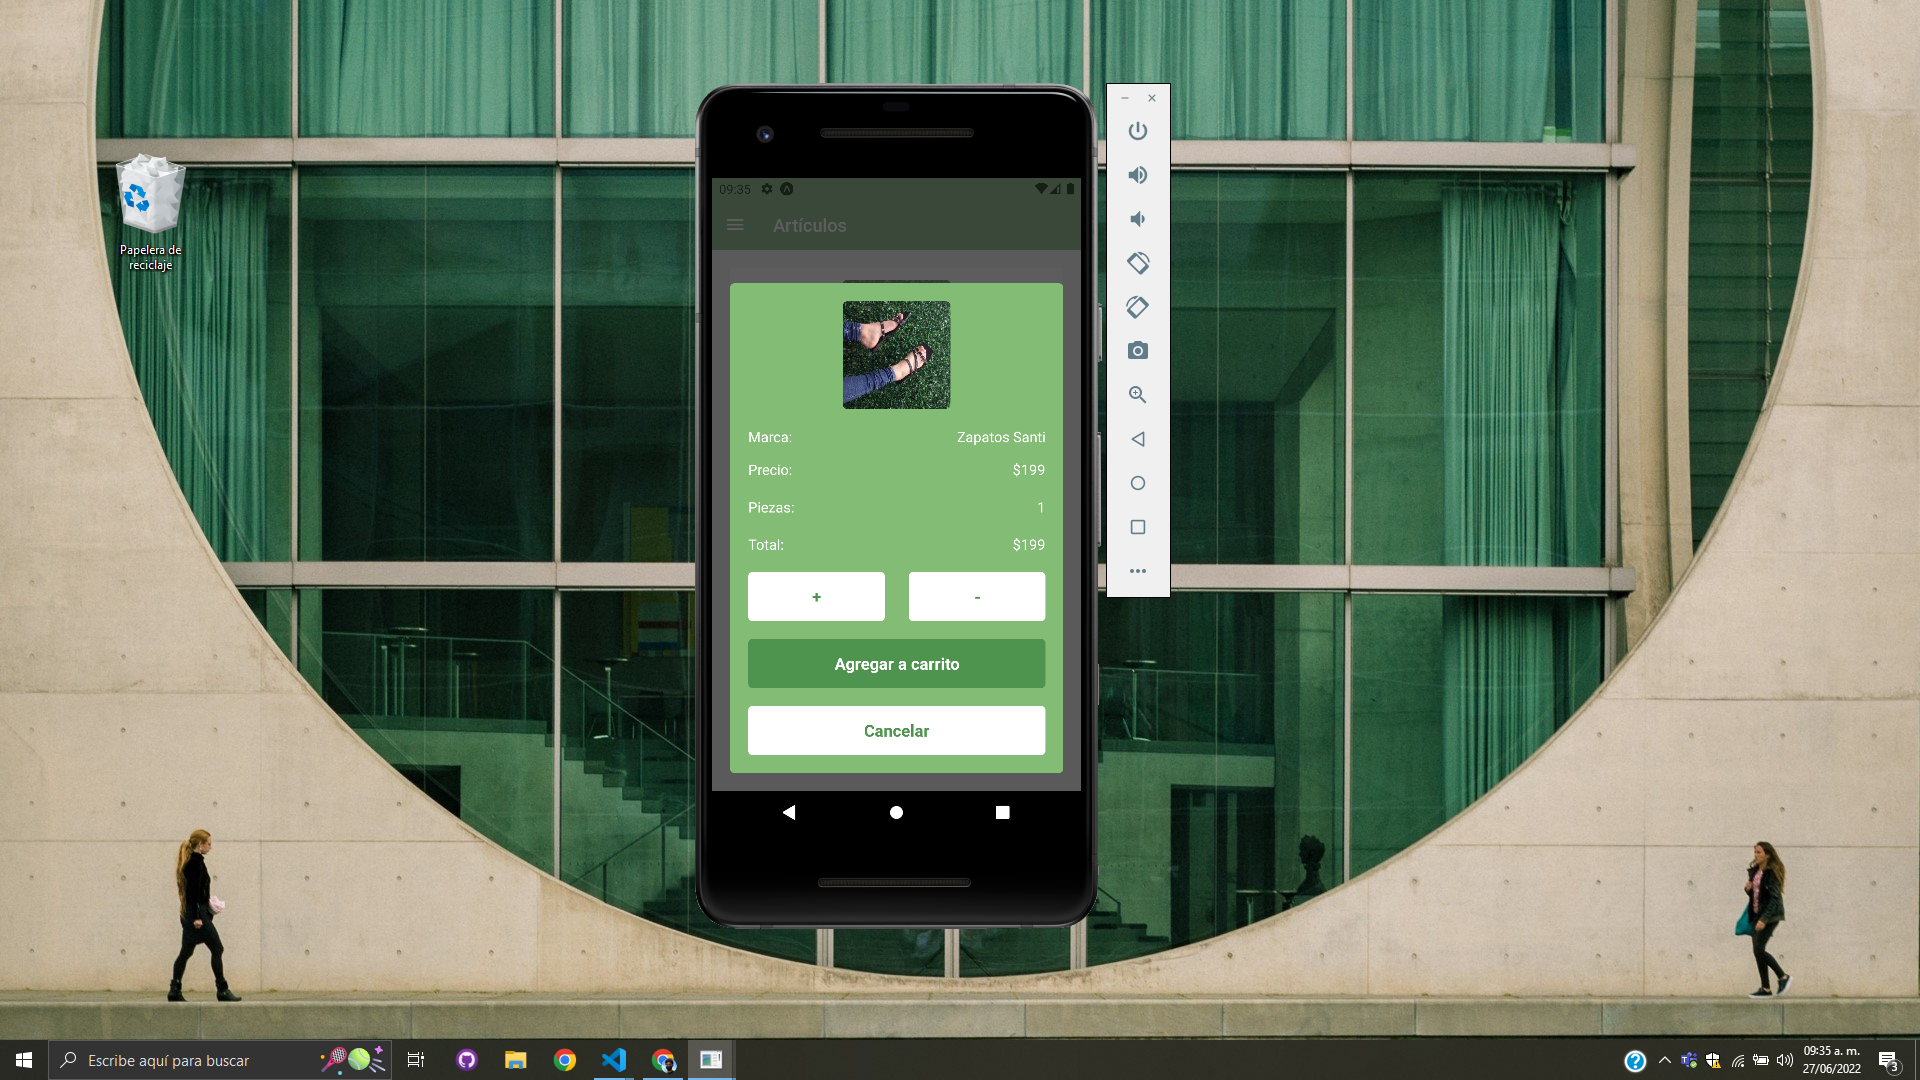 Papelera de
reciclaje
09:35
Artículos
Marca: Zapatos Santi
Precio: $199
Piezas: 1
Total: $199
+ -
Agregar a carrito
Cancelar
Escribe aquí para buscar
09:35 a. m.
27/06/2022
3